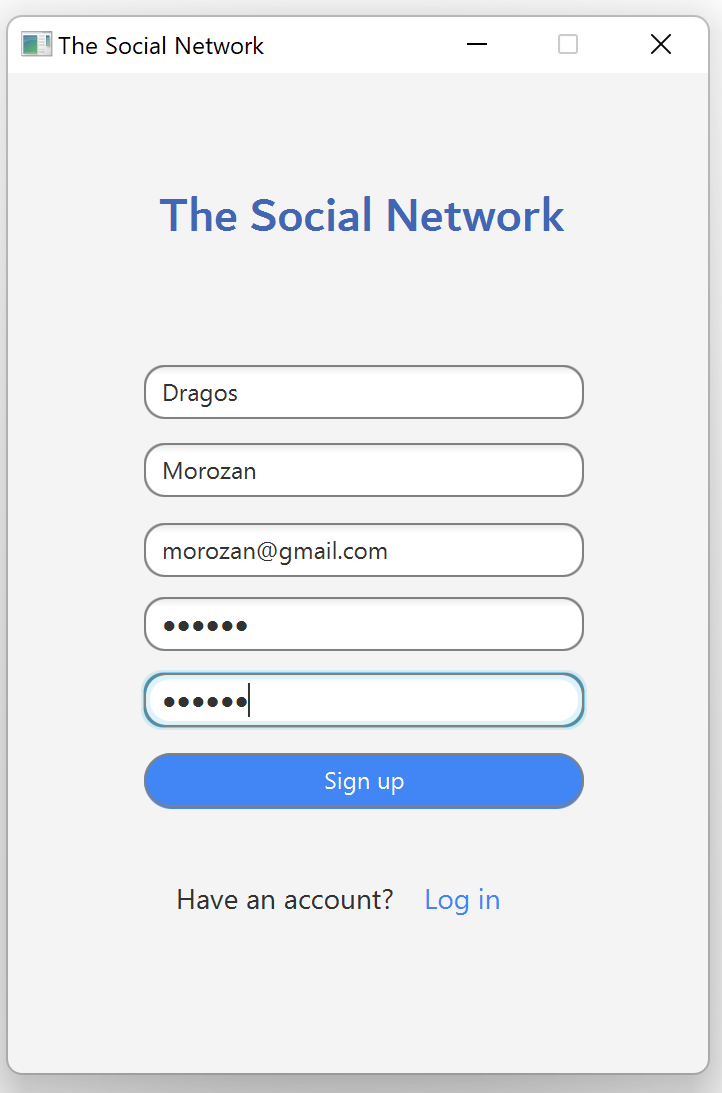 The Social Network
The Social Network
Dragos
Morozan
morozan@gmail.com
●●●●●●
●●●●●●
Sign up
Have an account? Log in